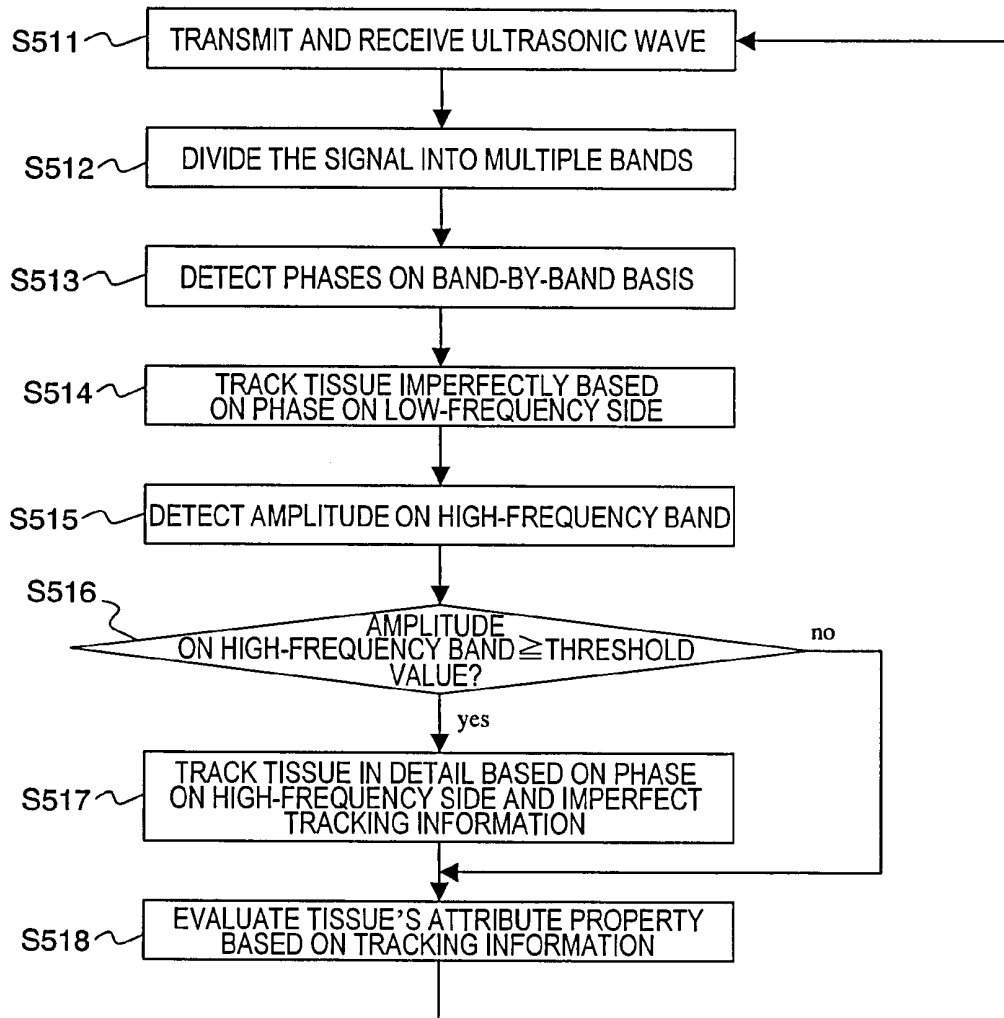 S511
TRANSMIT AND RECEIVE ULTRASONIC WAVE
S512
DIVIDE THE SIGNAL INTO MULTIPLE BANDS
S513
DETECT PHASES ON BAND-BY-BAND BASIS
S514
TRACK TISSUE IMPERFECTLY BASED
ON PHASE ON LOW-FREQUENCY SIDE
S515
DETECT AMPLITUDE ON HIGH-FREQUENCY BAND
S516
AMPLITUDE
ON HIGH-FREQUENCY BAND≧THRESHOLD
VALUE?
no
yes
S517
TRACK TISSUE IN DETAIL BASED ON PHASE
ON HIGH-FREQUENCY SIDE AND IMPERFECT
TRACKING INFORMATION
S518
EVALUATE TISSUE'S ATTRIBUTE PROPERTY
BASED ON TRACKING INFORMATION